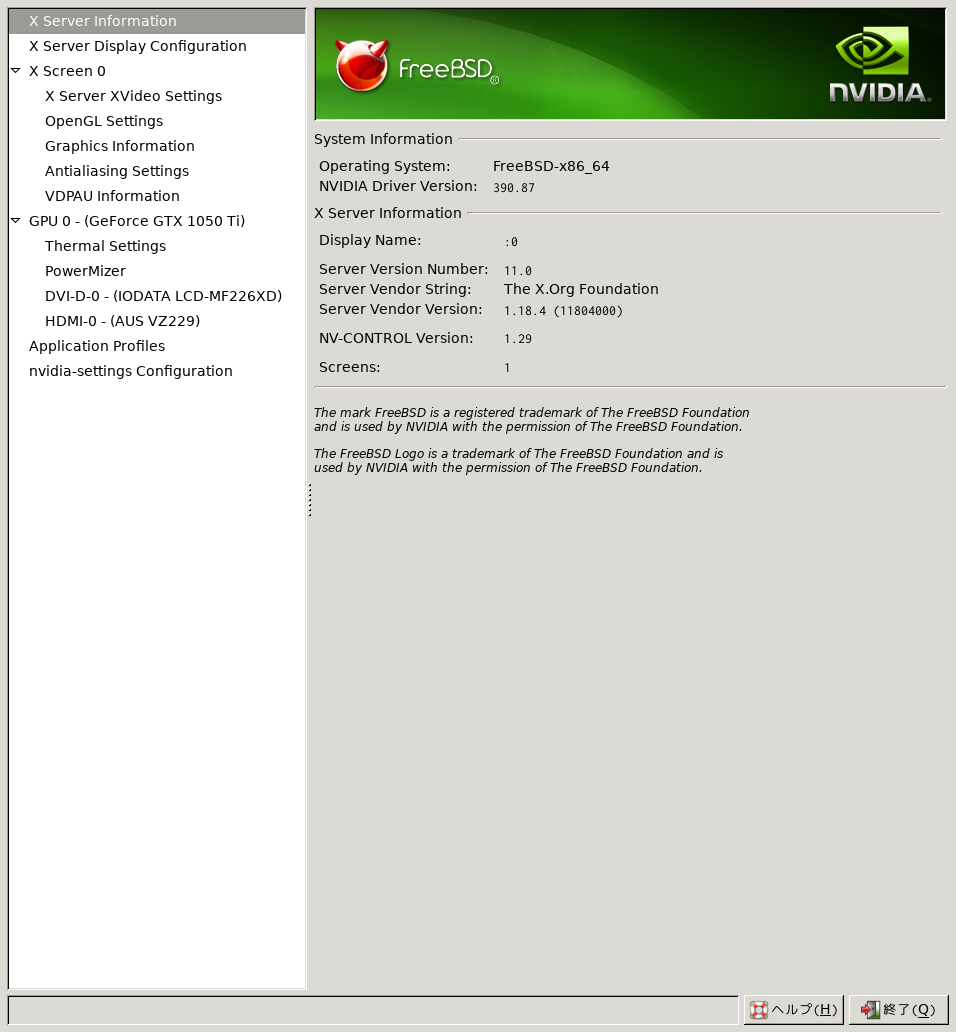 X Server Information
X Server Display Configuration
X Screen 0
X Server XVideo Settings
OpenGL Settings
Graphics Information
Antialiasing Settings
VDPAU Information
GPU 0 - (GeForce GTX 1050 Ti)
Thermal Settings
PowerMizer
DVI-D-0 - (IODATA LCD-MF226XD)
HDMI-0 - (AUS VZ229)
Application Profiles
nvidia-settings Configuration
FreeBSD®
NVIDIA.
System Information
Operating System: FreeBSD-x86_64
NVIDIA Driver Version: 390.87
X Server Information
Display Name: :0
Server Version Number: 11.0
Server Vendor String: The X.Org Foundation
Server Vendor Version: 1.18.4 (11804000)
NV-CONTROL Version: 1.29
Screens: 1
The mark FreeBSD is a registered trademark of The FreeBSD Foundation
and is used by NVIDIA with the permission of The FreeBSD Foundation.
The FreeBSD Logo is a trademark of The FreeBSD Foundation and is
used by NVIDIA with the permission of The FreeBSD Foundation.
ヘルプ(H) 終了(Q)